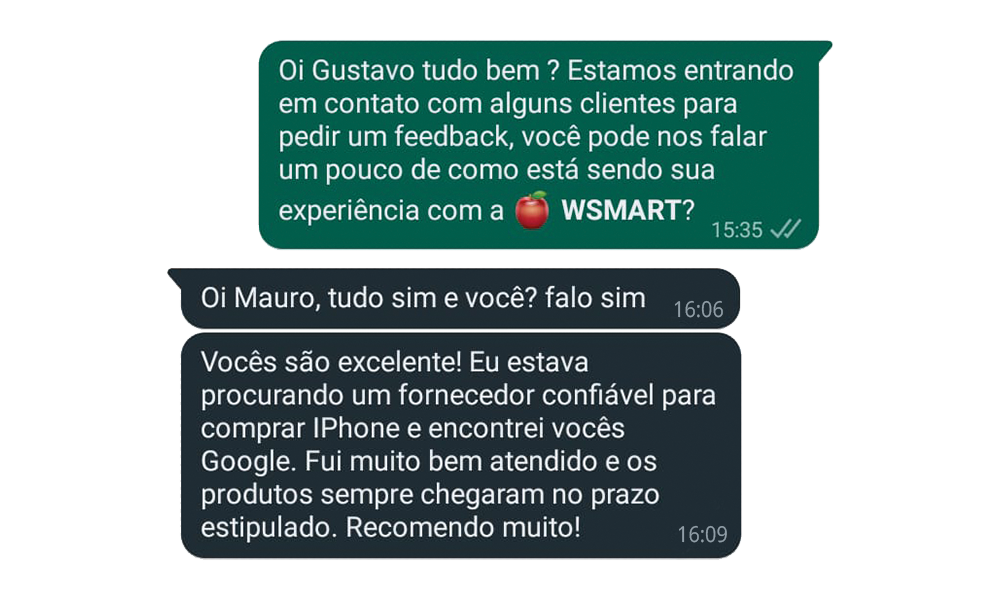 Oi Gustavo tudo bem ? Estamos entrando
em contato com alguns clientes para
pedir um feedback, você pode nos falar
um pouco de como está sendo sua
experiência com a 🍎 WSMART?
15:35
Oi Mauro, tudo sim e você? falo sim
16:06
Vocês são excelente! Eu estava
procurando um fornecedor confiável para
comprar IPhone e encontrei vocês
Google. Fui muito bem atendido e os
produtos sempre chegaram no prazo
estipulado. Recomendo muito!
16:09